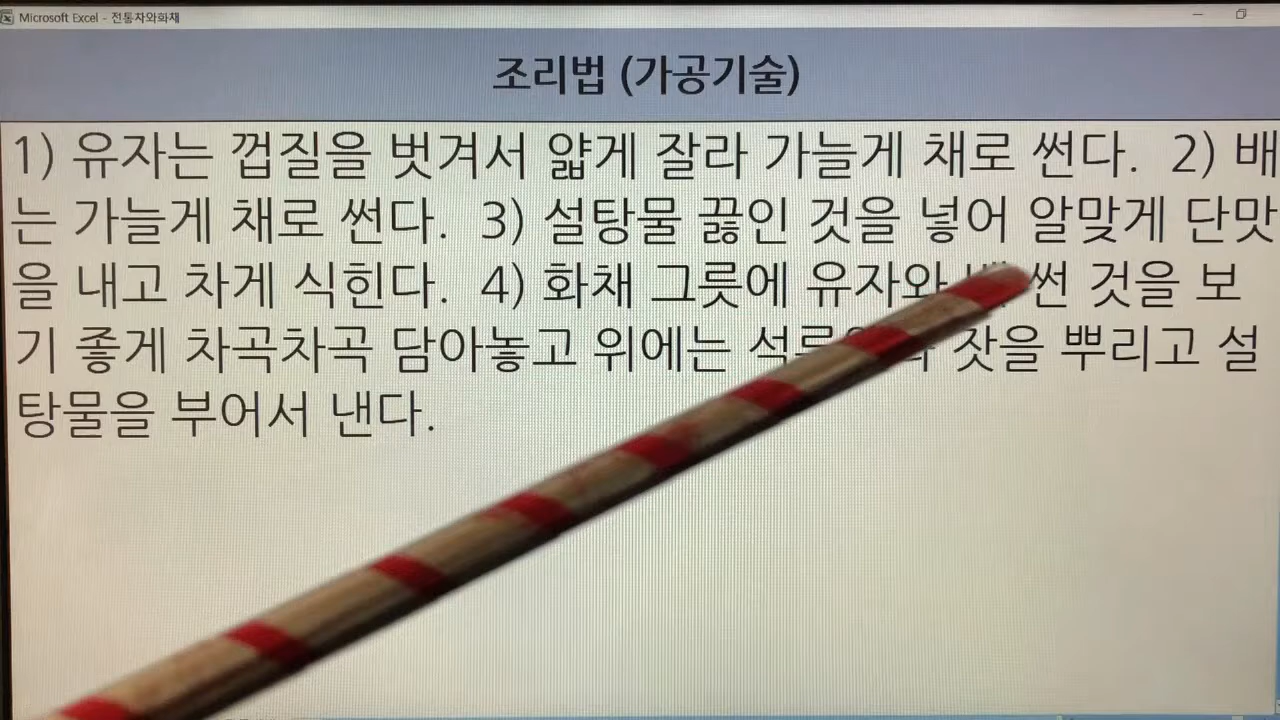 Microsoft Excel - 전통차와화채
조리법 (가공기술)
1) 유자는 껍질을 벗겨서 얇게 잘라 가늘게 채로 썬다. 2) 배
는 가늘게 채로 썬다. 3) 설탕물 끓인 것을 넣어 알맞게 단맛
을 내고 차게 식힌다. 4) 화채 그릇에 유자와 썬 것을 보
기 좋게 차곡차곡 담아놓고 위에는 잣을 뿌리고 설
탕물을 부어서 낸다.